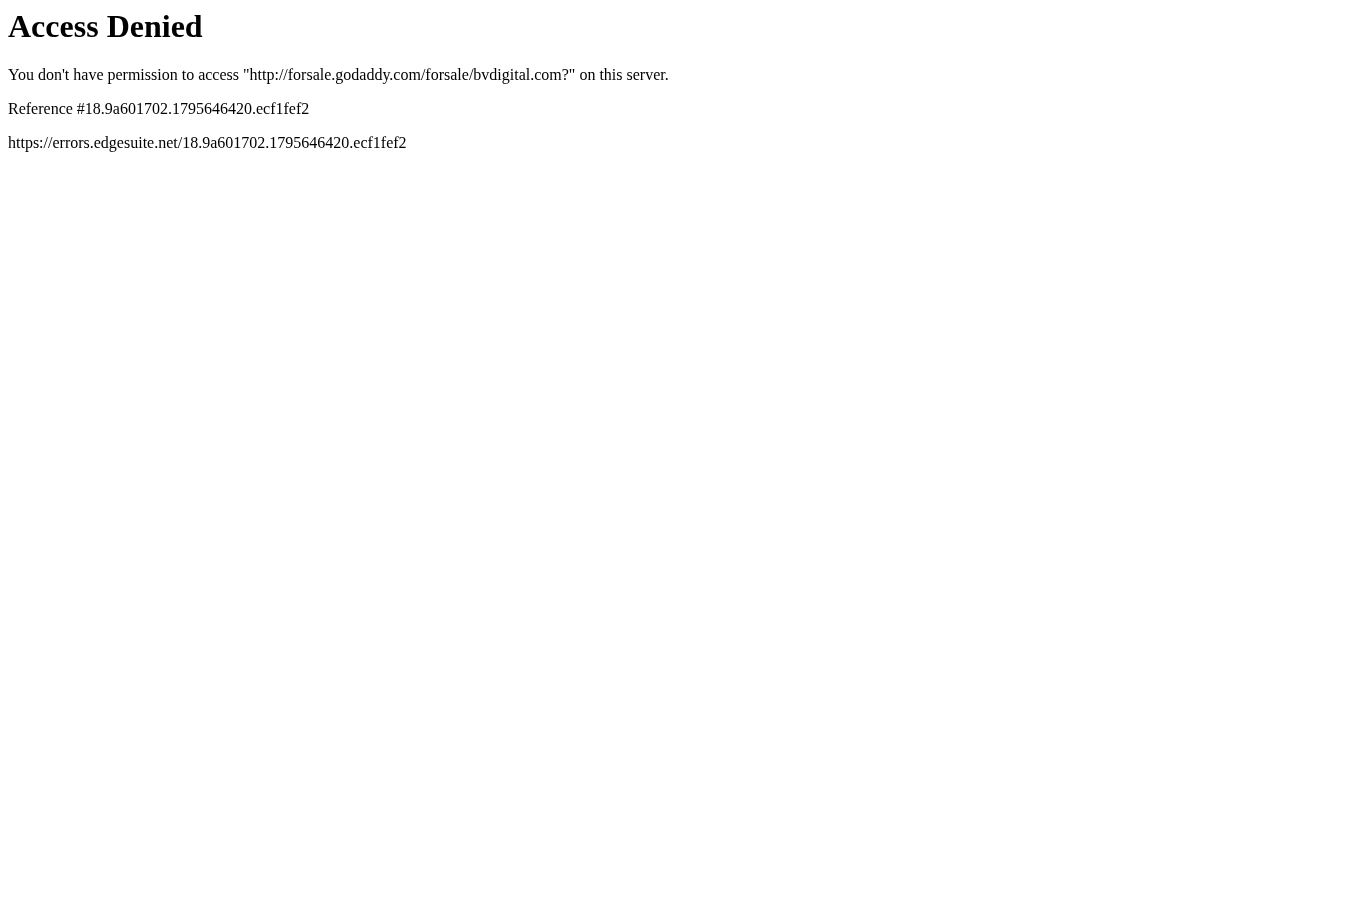 Access Denied
You don't have permission to access "http://forsale.godaddy.com/forsale/bvdigital.com?" on this server.
Reference #18.9a601702.1795646420.ecf1fef2
https://errors.edgesuite.net/18.9a601702.1795646420.ecf1fef2